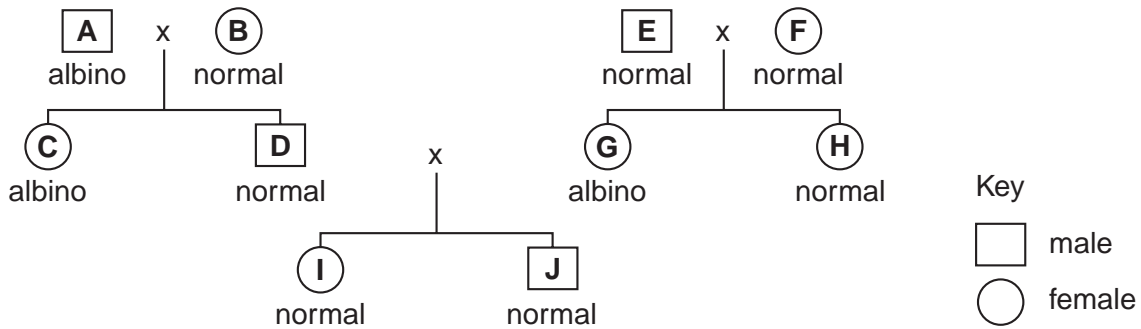 A x B E x F
albino normal normal normal
C D G H
x
albino normal albino normal
Key
I J male
normal normal female